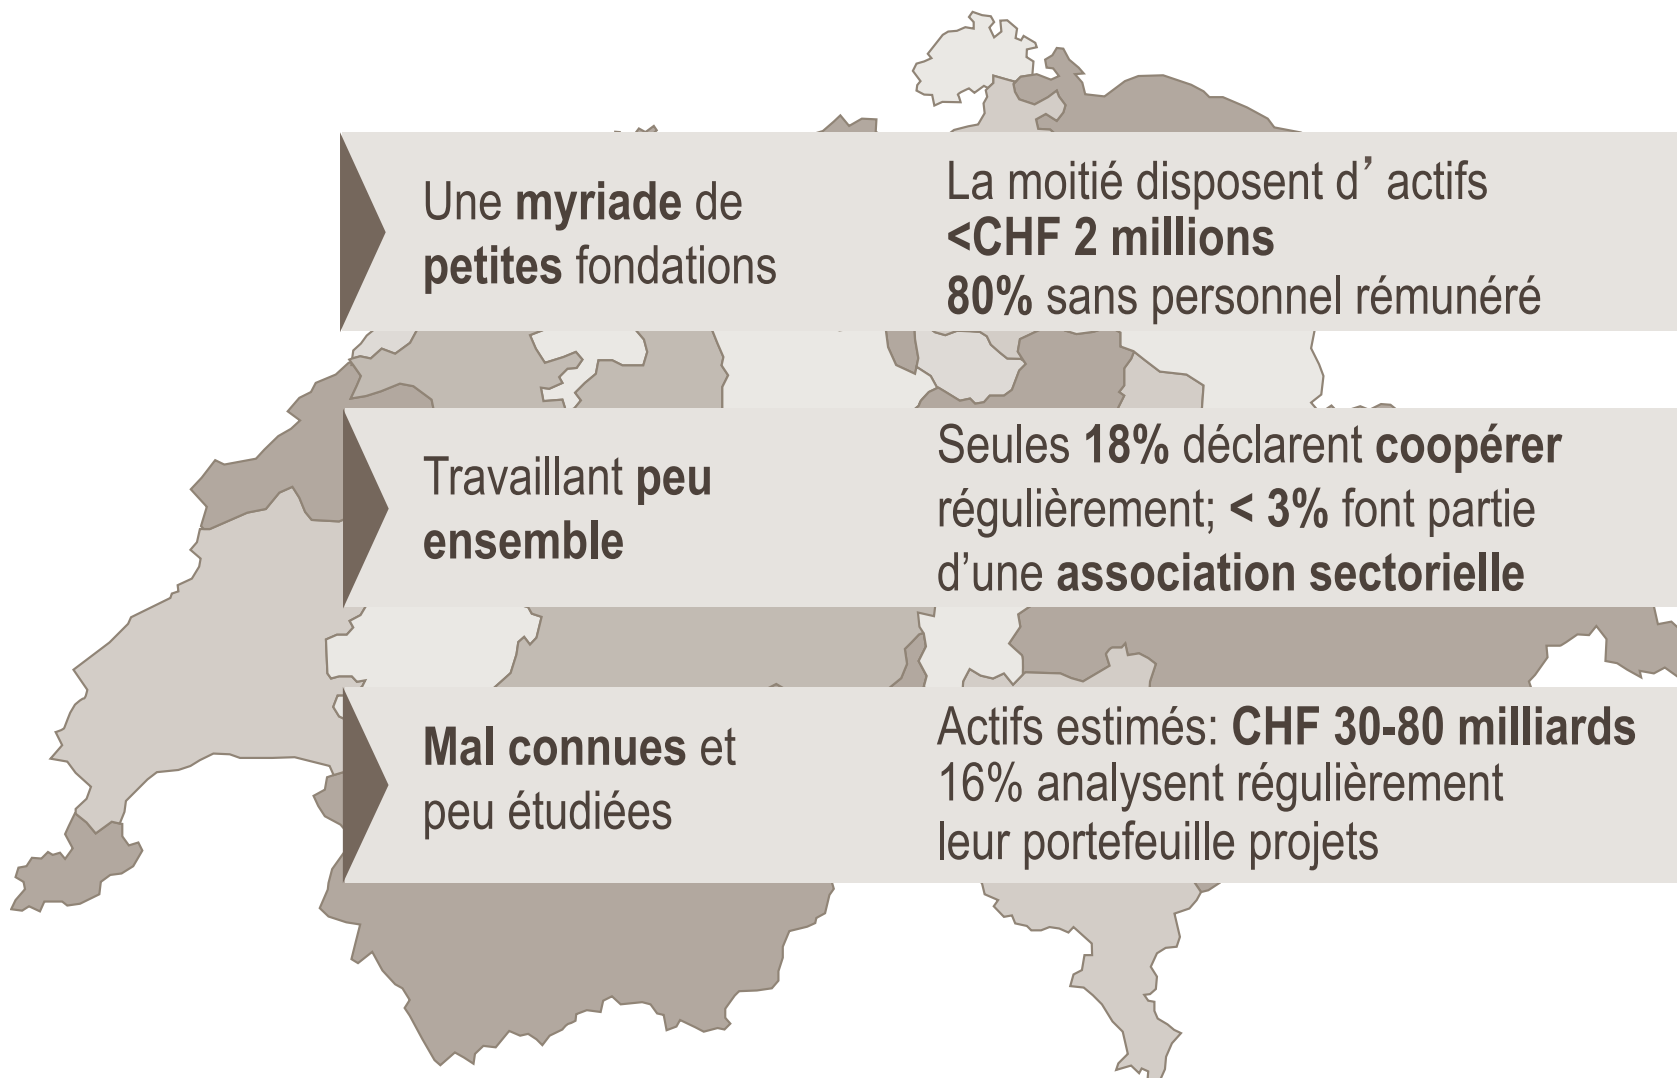 Une myriade de
petites fondations
La moitié disposent d’ actifs
<CHF 2 millions
80% sans personnel rémunéré
Travaillant peu
ensemble
Seules 18% déclarent coopérer
régulièrement; < 3% font partie
d’une association sectorielle
Mal connues et
peu étudiées
Actifs estimés: CHF 30-80 milliards
16% analysent régulièrement
leur portefeuille projets